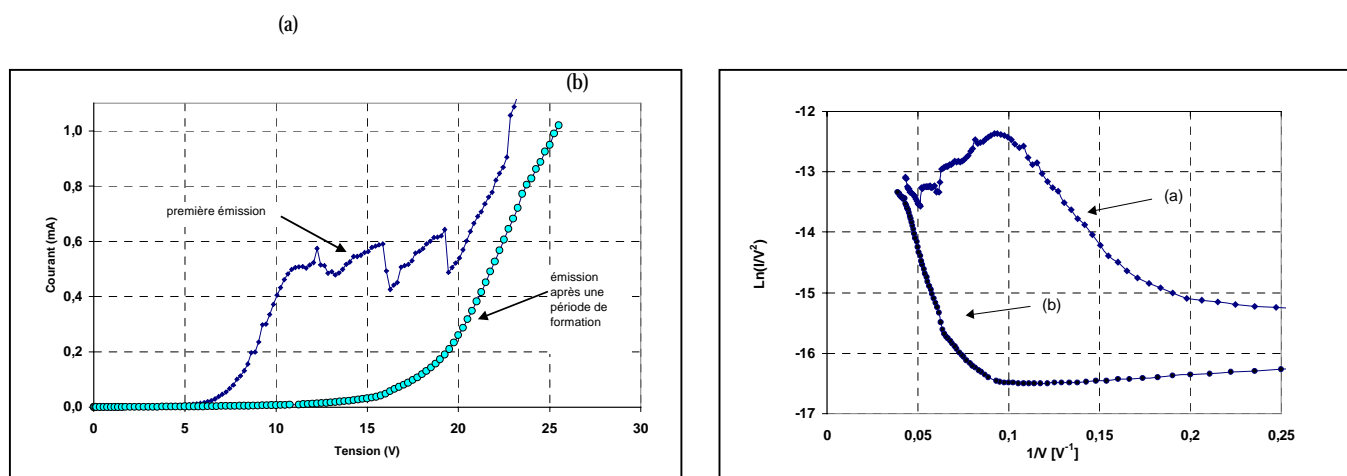 (a)
(b)
Courant (mA)
1,0
0,8
0,6
0,4
0,2
0,0
première émission
émission
après une
période de
formation
0 5 10 15 20 25 30
Tension (V)
Ln(I/V²)
-12
-13
-14
-15
-16
-17
(a)
(b)
0 0,05 0,1 0,15 0,2 0,25
1/V [V⁻¹]